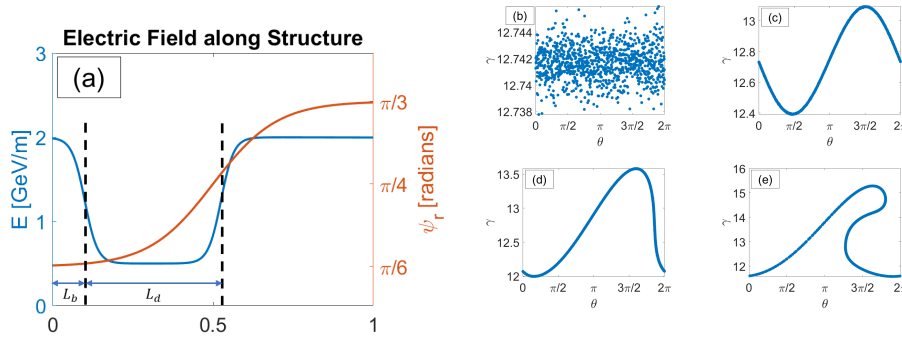 Electric Field along Structure
(a)
E [GeV/m]
3
2
1
0
0
0.5
1
L_b
L_d
π/3
π/4
π/6
ψ_r [radians]
(b)
γ
12.744
12.742
12.74
12.738
0
π/2
π
3π/2
2π
θ
(c)
γ
13
12.8
12.6
12.4
0
π/2
π
3π/2
2π
θ
(d)
γ
13.5
13
12.5
12
0
π/2
π
3π/2
2π
θ
(e)
γ
16
15
14
13
12
11
0
π/2
π
3π/2
2π
θ